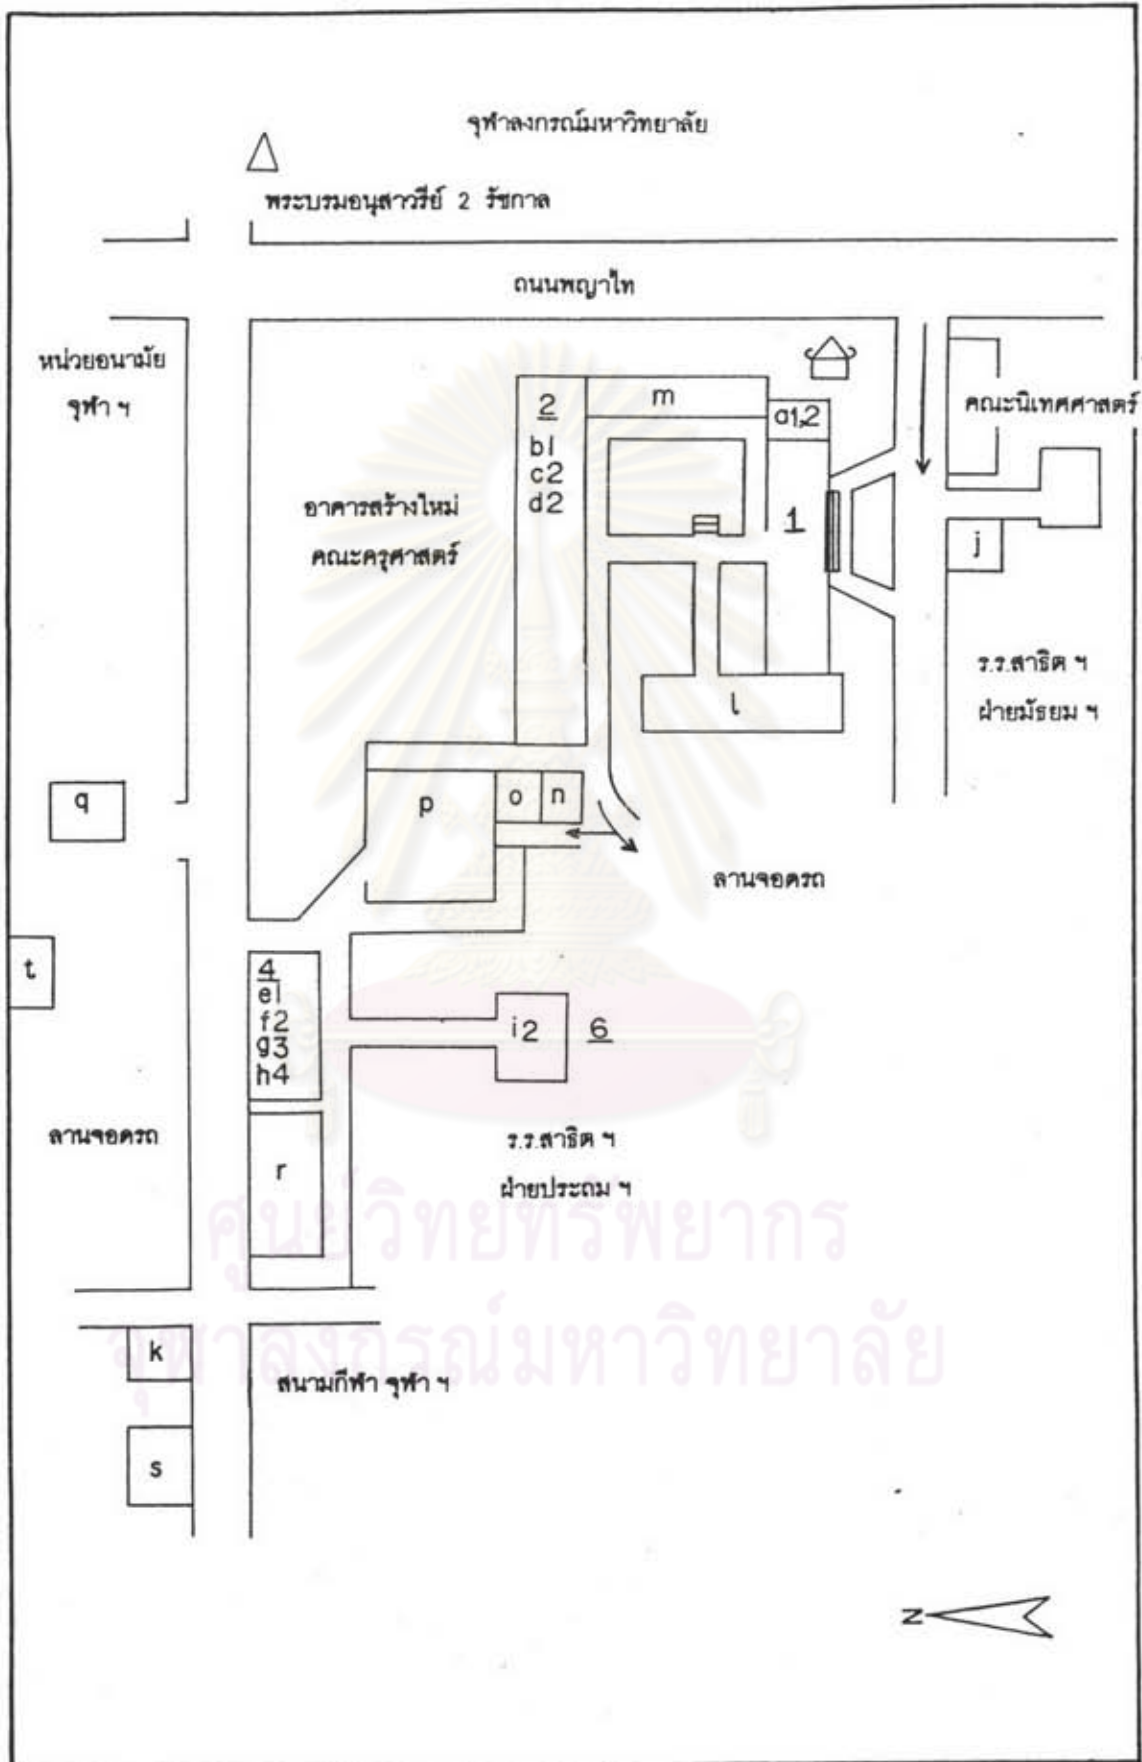 จุฬาลงกรณ์มหาวิทยาลัย
พระบรมอนุสาวรีย์ 2 รัชกาล
ถนนพญาไท
หน่วยอนามัย
จุฬา ฯ
คณะนิเทศศาสตร์
2
b1
c2
d2
m
a1,2
1
j
อาคารสร้างใหม่
คณะครุศาสตร์
ร.ร.สาธิต ฯ
ฝ่ายมัธยม ฯ
l
q
p
o
n
ลานจอดรถ
t
4
e1
f2
g3
h4
i2
6
ลานจอดรถ
r
ร.ร.สาธิต ฯ
ฝ่ายประถม ฯ
ศูนย์วิทยทรัพยากร
จุฬาลงกรณ์มหาวิทยาลัย
k
สนามกีฬา จุฬา ฯ
s
N